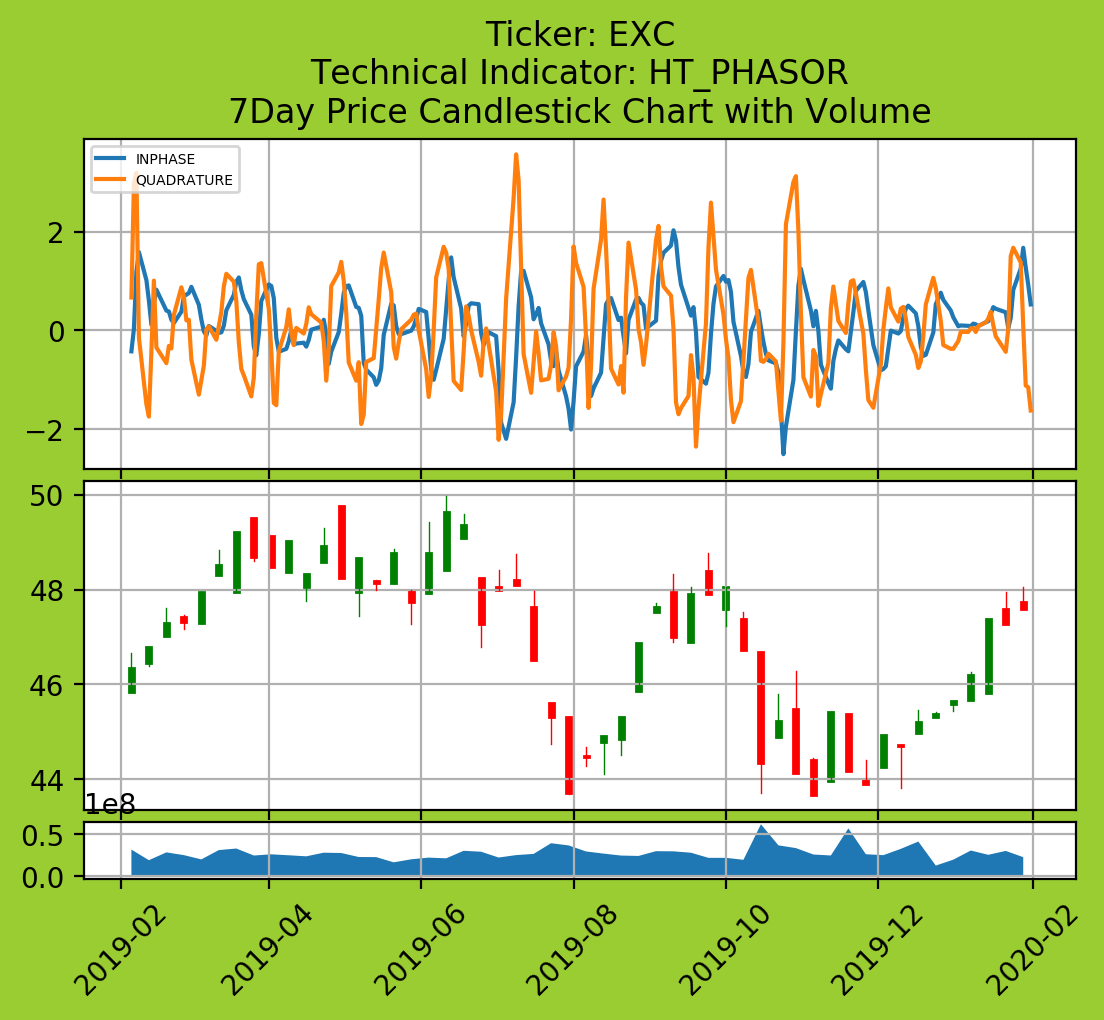 Ticker: EXC
Technical Indicator: HT_PHASOR
7Day Price Candlestick Chart with Volume
INPHASE
QUADRATURE
2
0
−2
50
48
46
44
1e8
0.5
0.0
2019-02
2019-04
2019-06
2019-08
2019-10
2019-12
2020-02